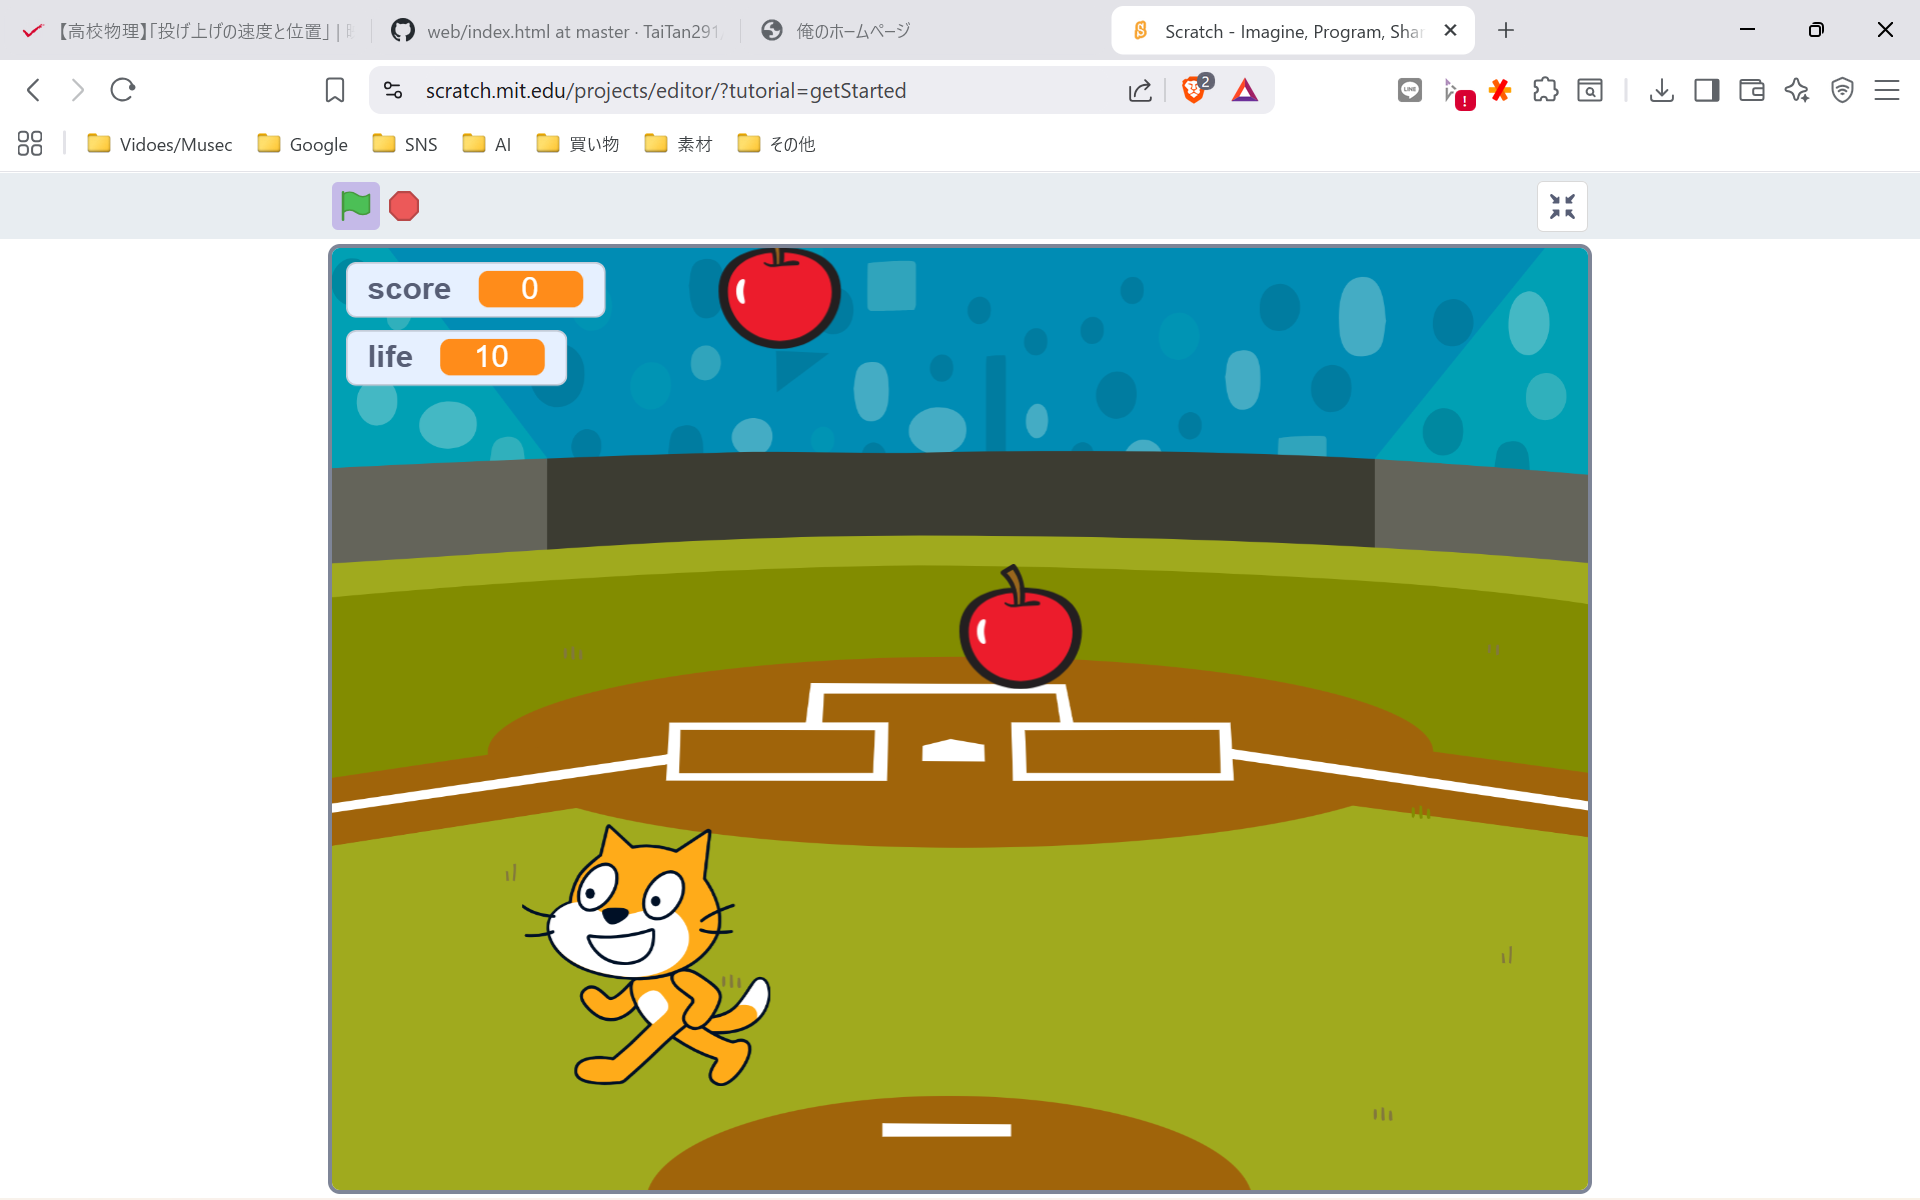 【高校物理】「投げ上げの速度と位置」 |
web/index.html at master · TaiTan291
俺のホームページ
Scratch - Imagine, Program, Shar
scratch.mit.edu/projects/editor/?tutorial=getStarted
2
LINE
!
Vidoes/Musec
Google
SNS
AI
買い物
素材
その他
score 0
life 10